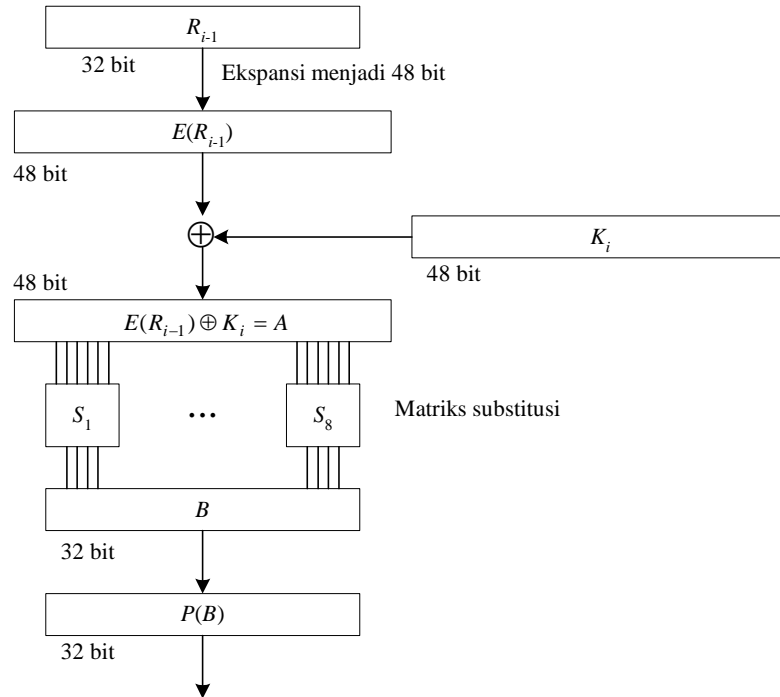 R_{i-1}
32 bit
Ekspansi menjadi 48 bit
E(R_{i-1})
48 bit
⊕
K_i
48 bit
48 bit
E(R_{i-1}) ⊕ K_i = A
S_1 ... S_8
Matriks substitusi
B
32 bit
P(B)
32 bit